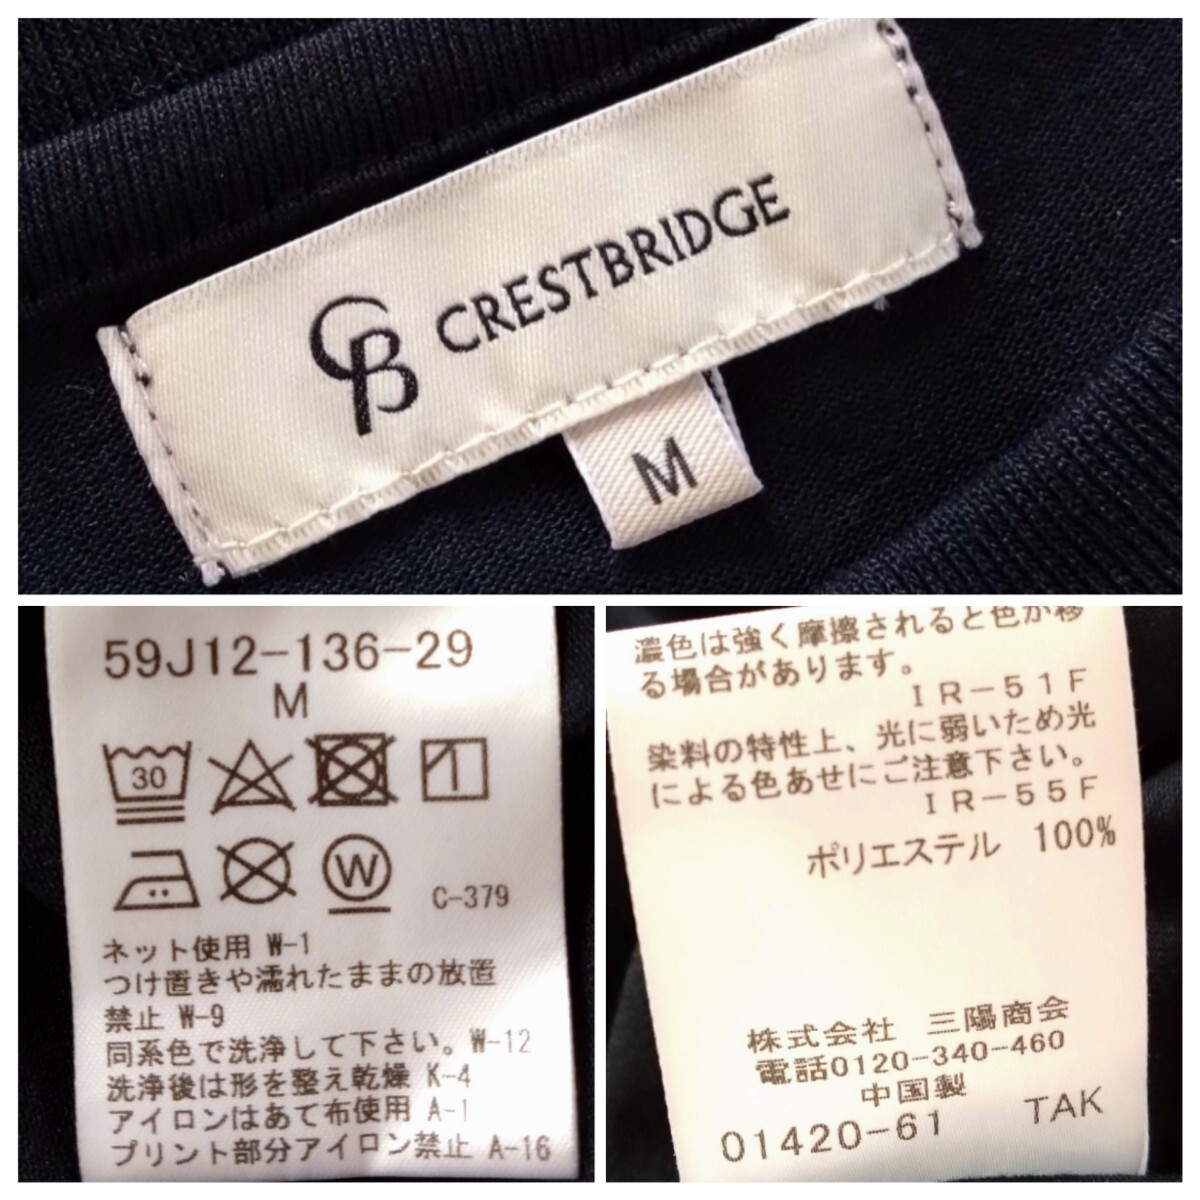 CB CRESTBRIDGE
M
59J12-136-29
M
30
W
C-379
ネット使用 W-1
つけ置きや濡れたままの放置
禁止 W-9
同系色で洗浄して下さい。W-12
洗浄後は形を整え乾燥 K-4
アイロンはあて布使用 A-1
プリント部分アイロン禁止 A-16
濃色は強く摩擦されると色が移
る場合があります。
IR-51F
染料の特性上、光に弱いため光
による色あせにご注意下さい。
IR-55F
ポリエステル 100%
株式会社 三陽商会
電話0120-340-460
中国製
01420-61 TAK